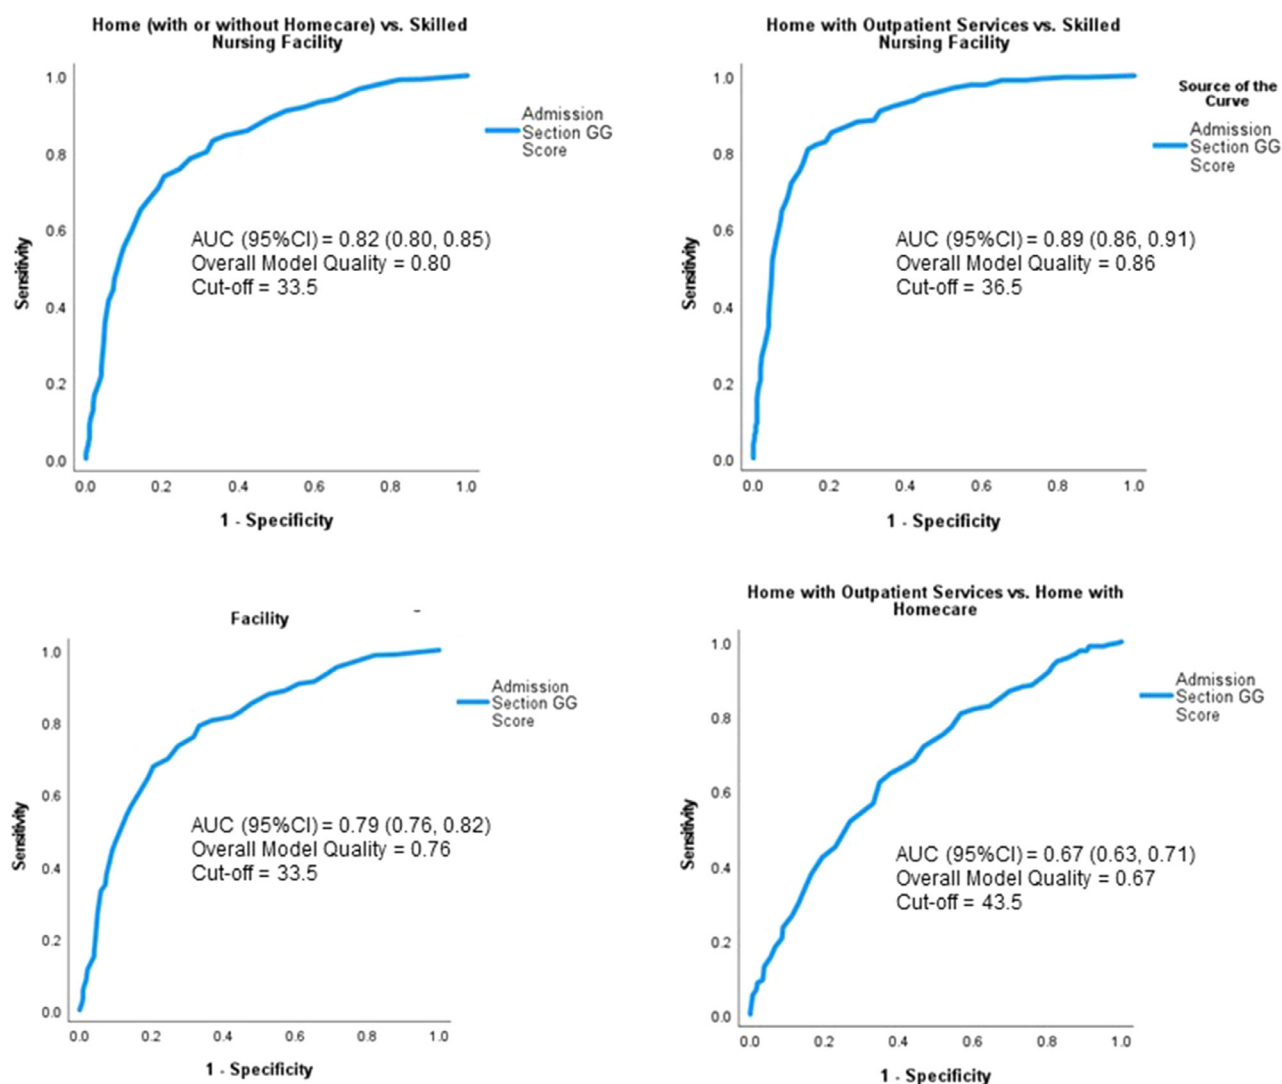 Home (with or without Homecare) vs. Skilled
Nursing Facility
1.0
0.8
0.6
0.4
0.2
0.0
Sensitivity
0.0 0.2 0.4 0.6 0.8 1.0
1 - Specificity
Admission
Section GG
Score
AUC (95%CI) = 0.82 (0.80, 0.85)
Overall Model Quality = 0.80
Cut-off = 33.5
Home with Outpatient Services vs. Skilled
Nursing Facility
1.0
0.8
0.6
0.4
0.2
0.0
Sensitivity
0.0 0.2 0.4 0.6 0.8 1.0
1 - Specificity
Source of the
Curve
Admission
Section GG
Score
AUC (95%CI) = 0.89 (0.86, 0.91)
Overall Model Quality = 0.86
Cut-off = 36.5
Facility
1.0
0.8
0.6
0.4
0.2
0.0
Sensitivity
0.0 0.2 0.4 0.6 0.8 1.0
1 - Specificity
Admission
Section GG
Score
AUC (95%CI) = 0.79 (0.76, 0.82)
Overall Model Quality = 0.76
Cut-off = 33.5
Home with Outpatient Services vs. Home with
Homecare
1.0
0.8
0.6
0.4
0.2
0.0
Sensitivity
0.0 0.2 0.4 0.6 0.8 1.0
1 - Specificity
Admission
Section GG
Score
AUC (95%CI) = 0.67 (0.63, 0.71)
Overall Model Quality = 0.67
Cut-off = 43.5